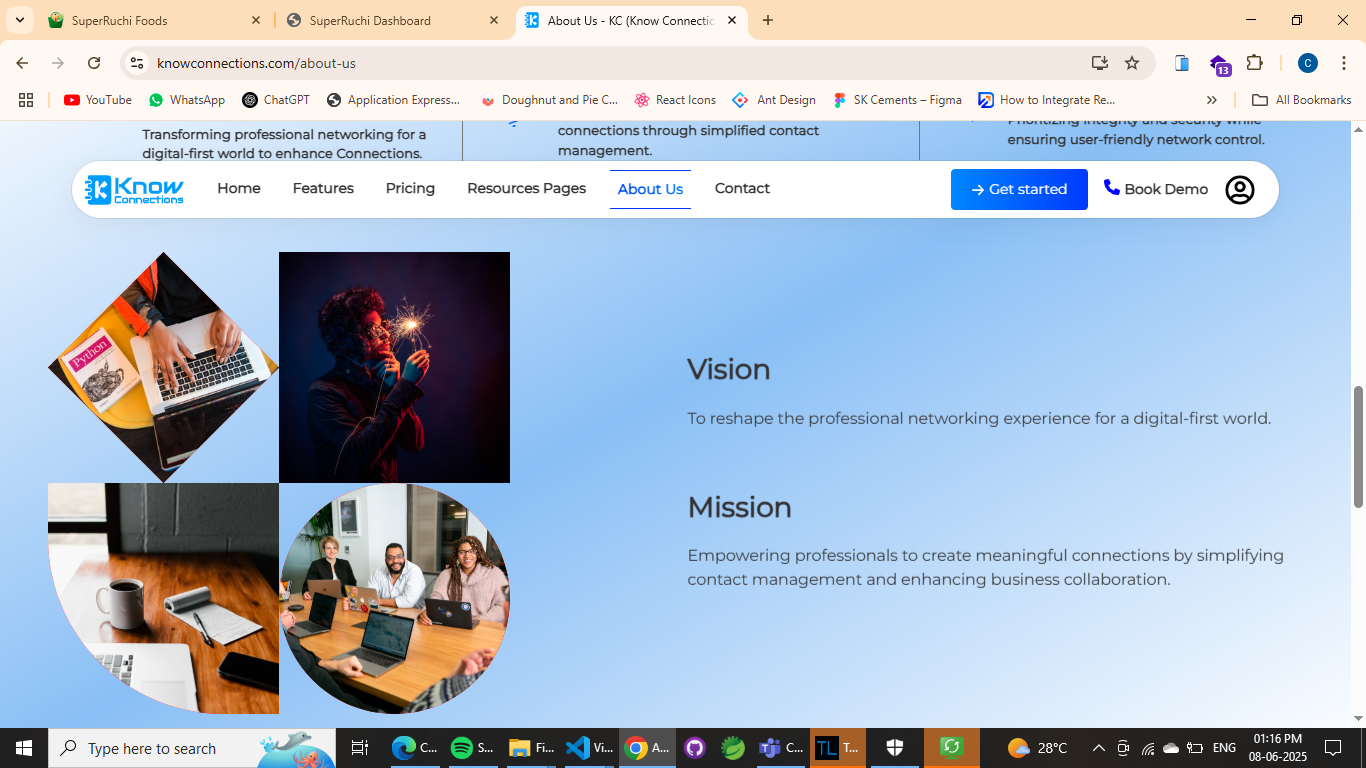 SuperRuchi Foods
SuperRuchi Dashboard
About Us - KC (Know Connectio
knowconnections.com/about-us
13
C
YouTube
WhatsApp
ChatGPT
Application Express...
Doughnut and Pie C...
React Icons
Ant Design
SK Cements – Figma
How to Integrate Re...
All Bookmarks
Transforming professional networking for a
digital-first world to enhance Connections.
connections through simplified contact
management.
Prioritizing integrity and security while
ensuring user-friendly network control.
Know
Connections
Home
Features
Pricing
Resources Pages
About Us
Contact
Get started
Book Demo
Python
Vision
To reshape the professional networking experience for a digital-first world.
Mission
Empowering professionals to create meaningful connections by simplifying
contact management and enhancing business collaboration.
Type here to search
C...
S...
Fi...
Vi...
A...
C...
TL
T...
28°C
ENG
01:16 PM
08-06-2025